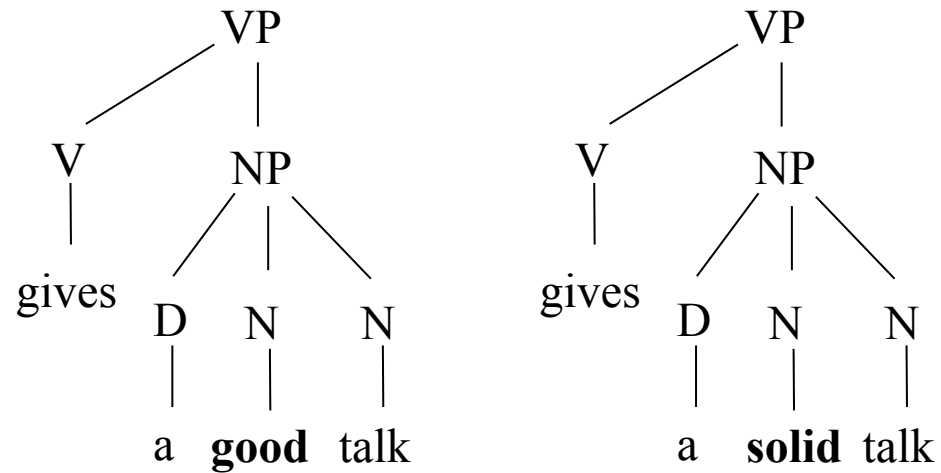 VP VP
V NP V NP
gives gives
D N N D N N
a good talk a solid talk